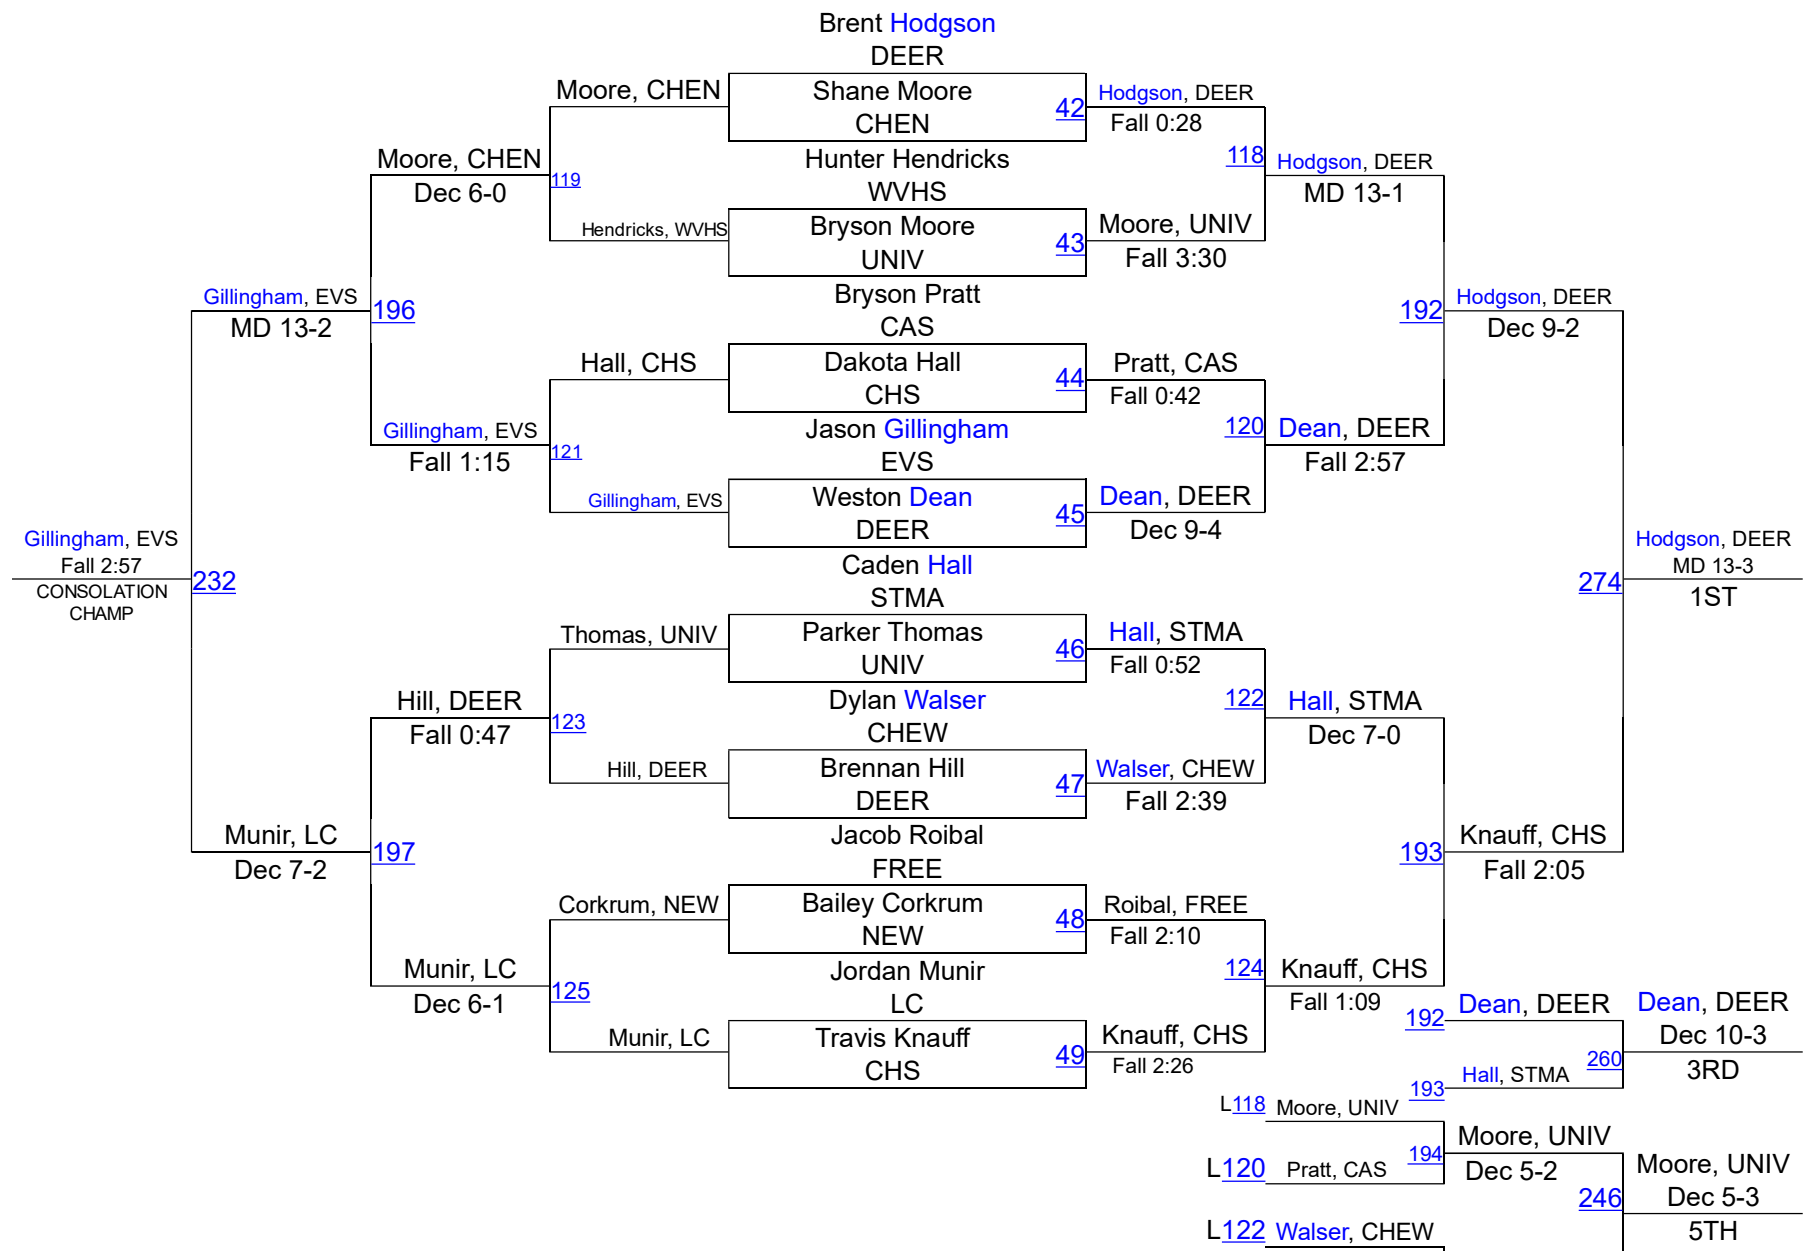 Brent Hodgson
DEER
Moore, CHEN
Shane Moore
CHEN
42
Hodgson, DEER
Fall 0:28
Moore, CHEN
Dec 6-0
119
Hunter Hendricks
WVHS
118
Hodgson, DEER
MD 13-1
Hendricks, WVHS
Bryson Moore
UNIV
43
Moore, UNIV
Fall 3:30
Gillingham, EVS
MD 13-2
196
Bryson Pratt
CAS
192
Hodgson, DEER
Dec 9-2
Hall, CHS
Dakota Hall
CHS
44
Pratt, CAS
Fall 0:42
Gillingham, EVS
Fall 1:15
121
Jason Gillingham
EVS
120
Dean, DEER
Fall 2:57
Gillingham, EVS
Weston Dean
DEER
45
Dean, DEER
Dec 9-4
Gillingham, EVS
Fall 2:57
CONSOLATION
CHAMP
232
Caden Hall
STMA
274
Hodgson, DEER
MD 13-3
1ST
Thomas, UNIV
Parker Thomas
UNIV
46
Hall, STMA
Fall 0:52
Hill, DEER
Fall 0:47
123
Dylan Walser
CHEW
122
Hall, STMA
Dec 7-0
Hill, DEER
Brennan Hill
DEER
47
Walser, CHEW
Fall 2:39
Munir, LC
Dec 7-2
197
Jacob Roibal
FREE
193
Knauff, CHS
Fall 2:05
Corkrum, NEW
Bailey Corkrum
NEW
48
Roibal, FREE
Fall 2:10
Munir, LC
Dec 6-1
125
Jordan Munir
LC
124
Knauff, CHS
Fall 1:09
Munir, LC
Travis Knauff
CHS
49
Knauff, CHS
Fall 2:26
192
Dean, DEER
Dean, DEER
Dec 10-3
3RD
260
193
Hall, STMA
L118
Moore, UNIV
194
Moore, UNIV
Dec 5-2
L120
Pratt, CAS
246
Moore, UNIV
Dec 5-3
5TH
L122
Walser, CHEW